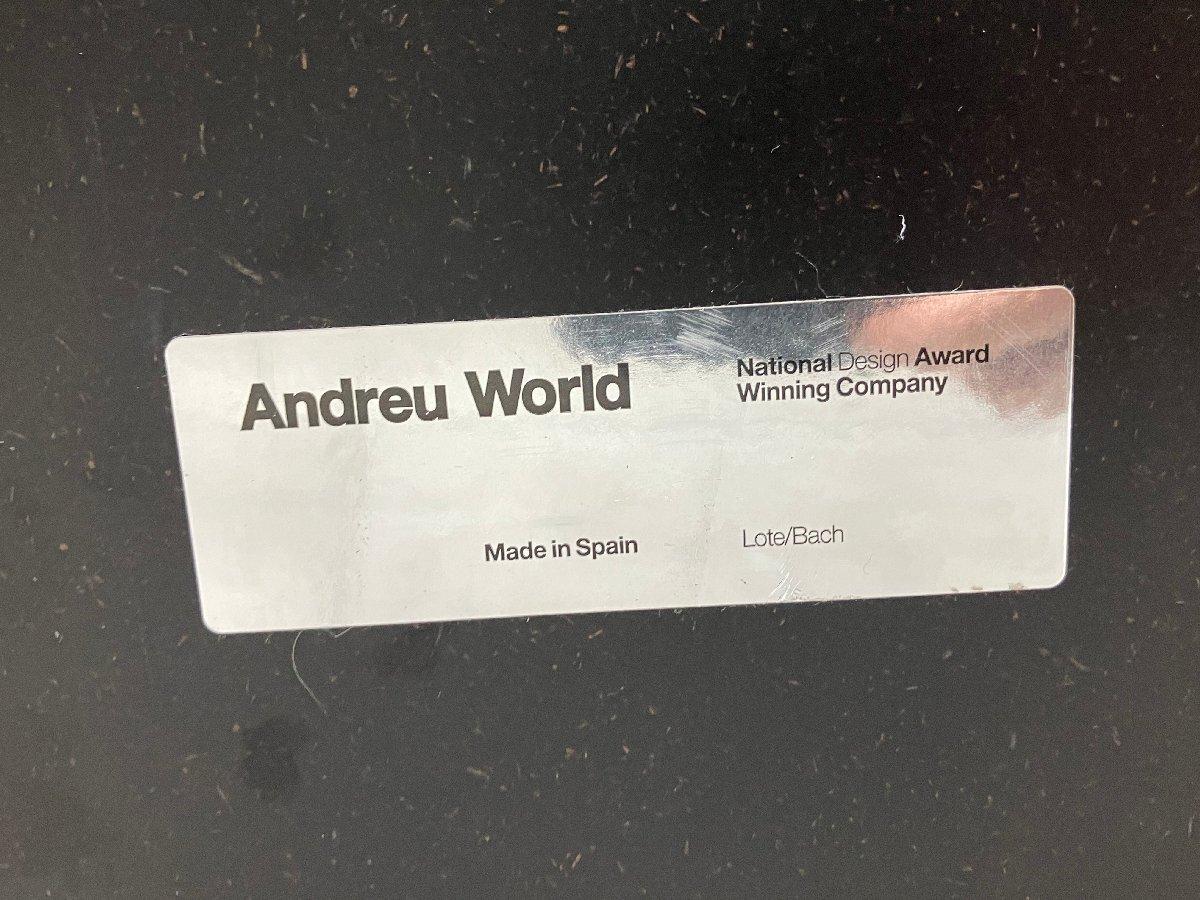 Andreu World
National Design Award
Winning Company
Made in Spain
Lote/Bach